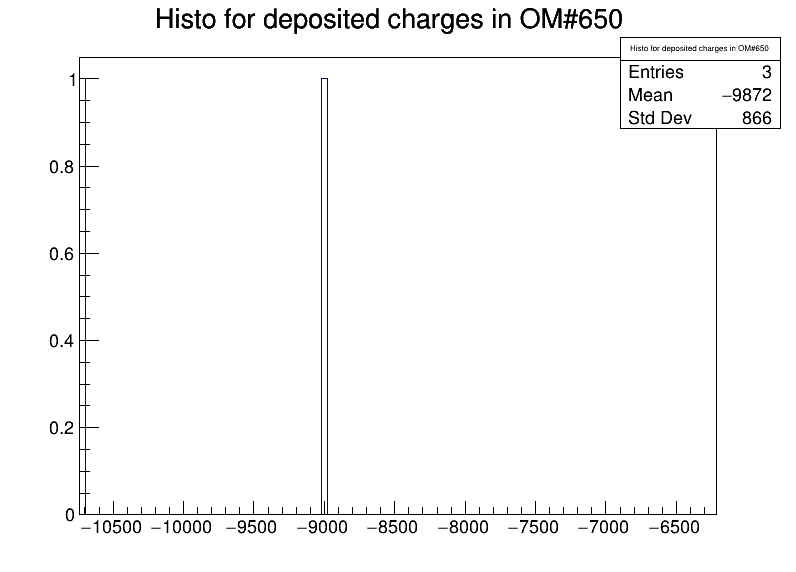 Histo for deposited charges in OM#650
Histo for deposited charges in OM#650
Entries 3
Mean −9872
Std Dev 866
1
0.8
0.6
0.4
0.2
0
−10500 −10000 −9500 −9000 −8500 −8000 −7500 −7000 −6500